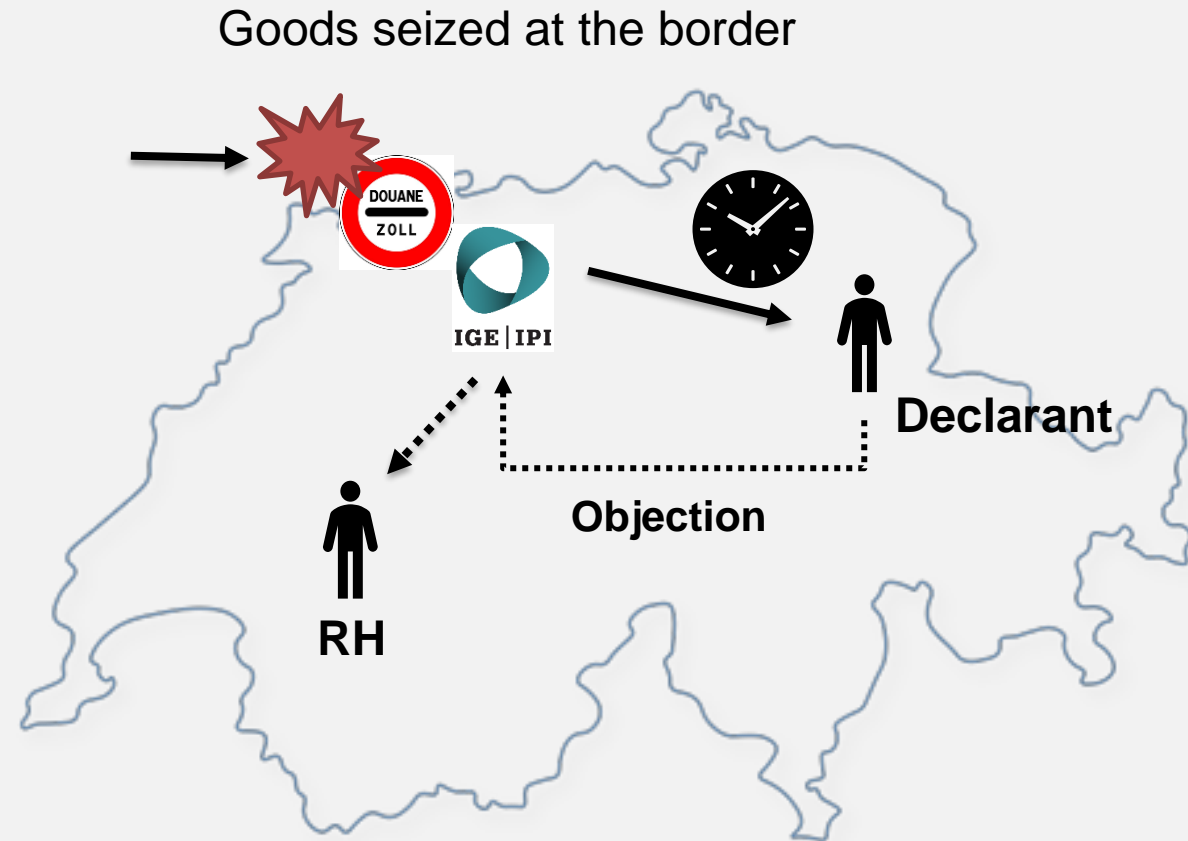 Goods seized at the border
DOUANE
ZOLL
IGE | IPI
Declarant
Objection
RH